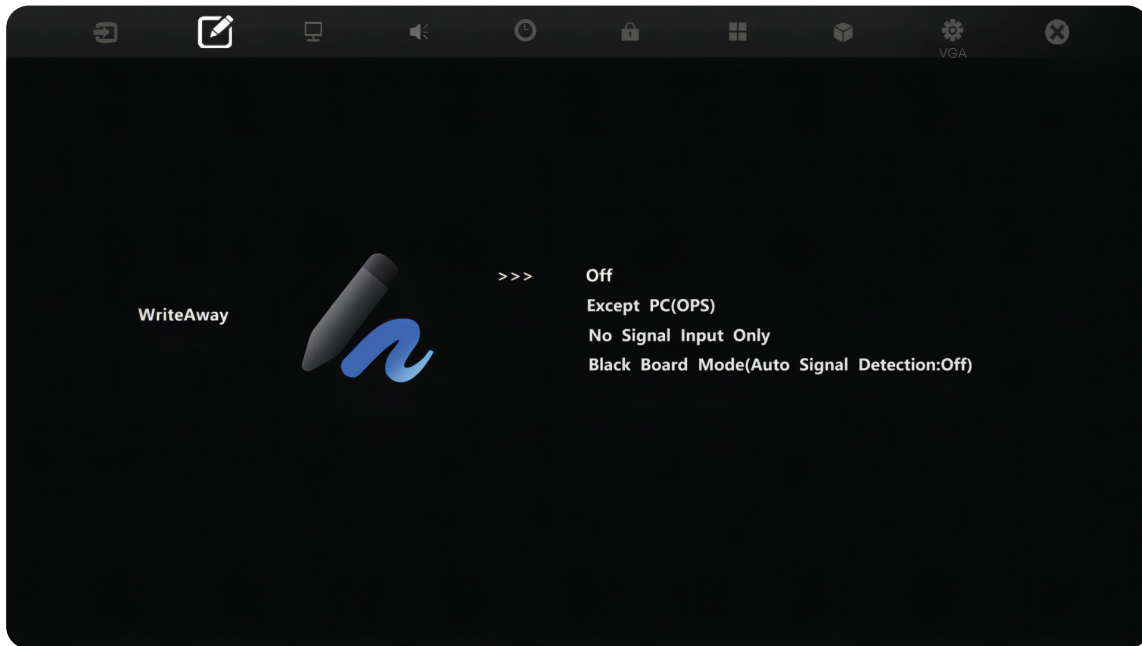 VGA
WriteAway
>>> Off
Except PC(OPS)
No Signal Input Only
Black Board Mode(Auto Signal Detection:Off)